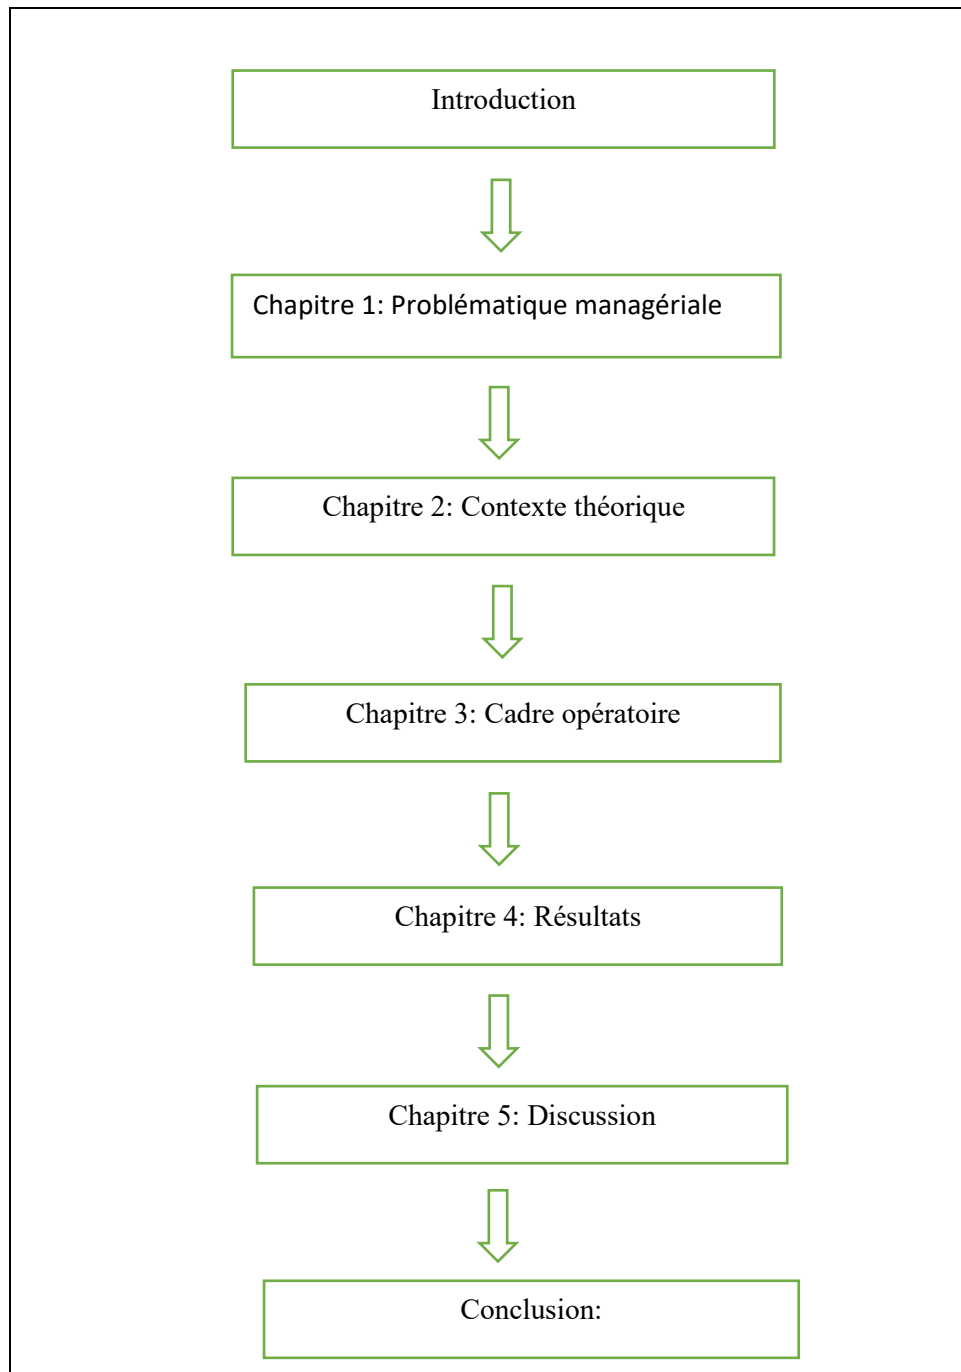 Introduction
Chapitre 1: Problématique managériale
Chapitre 2: Contexte théorique
Chapitre 3: Cadre opératoire
Chapitre 4: Résultats
Chapitre 5: Discussion
Conclusion: